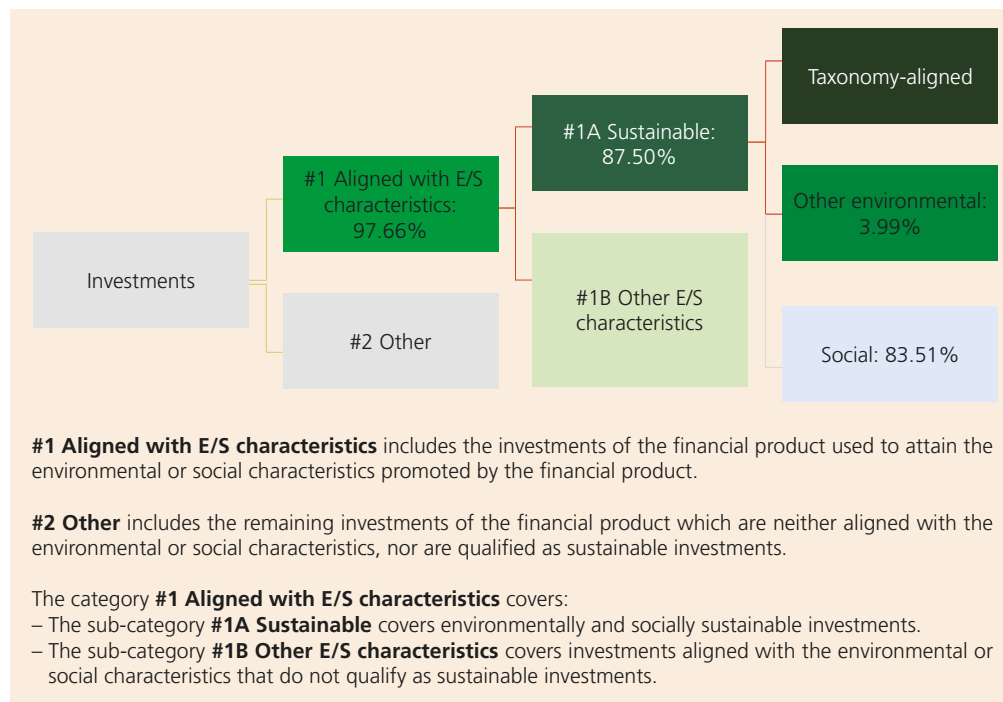 Taxonomy-aligned
#1A Sustainable:
87.50%
#1 Aligned with E/S
characteristics:
97.66%
Other environmental:
3.99%
Investments
#1B Other E/S
characteristics
#2 Other
Social: 83.51%
#1 Aligned with E/S characteristics includes the investments of the financial product used to attain the
environmental or social characteristics promoted by the financial product.
#2 Other includes the remaining investments of the financial product which are neither aligned with the
environmental or social characteristics, nor are qualified as sustainable investments.
The category #1 Aligned with E/S characteristics covers:
– The sub-category #1A Sustainable covers environmentally and socially sustainable investments.
– The sub-category #1B Other E/S characteristics covers investments aligned with the environmental or
social characteristics that do not qualify as sustainable investments.